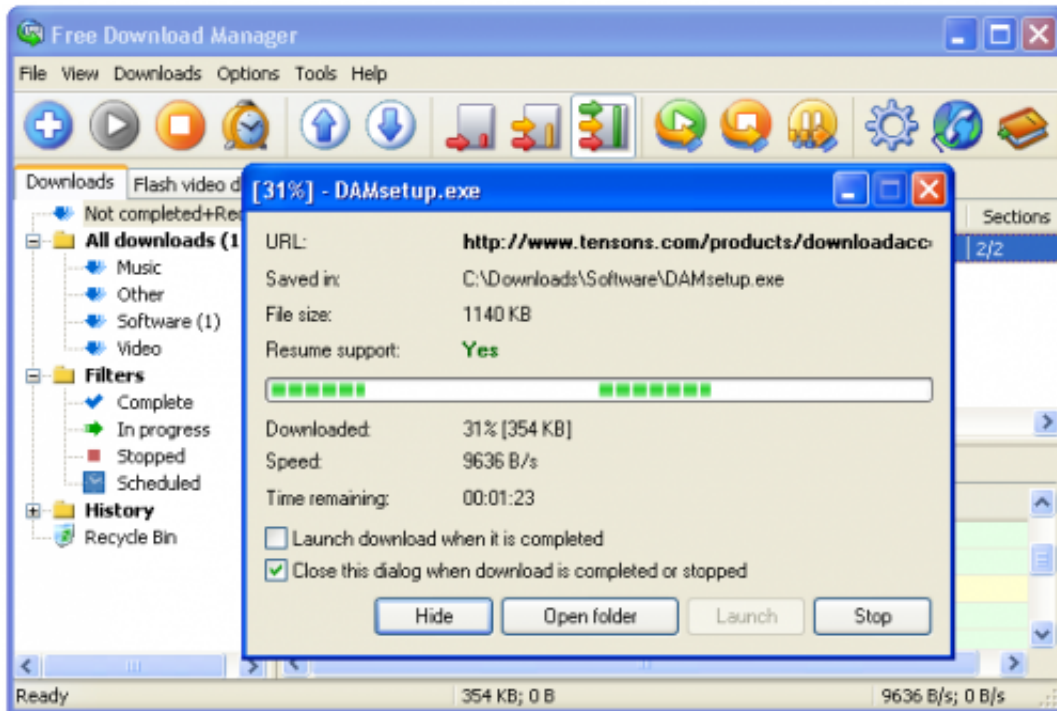 Free Download Manager
File View Downloads Options Tools Help
Downloads Flash video d
Not completed+Rec
All downloads (1
Music
Other
Software (1)
Video
Filters
Complete
In progress
Stopped
Scheduled
History
Recycle Bin
Sections
2/2
[31%] - DAMsetup.exe
URL: http://www.tensons.com/products/downloadacc
Saved in: C:\Downloads\Software\DAMsetup.exe
File size: 1140 KB
Resume support: Yes
Downloaded: 31% [354 KB]
Speed: 9636 B/s
Time remaining: 00:01:23
Launch download when it is completed
Close this dialog when download is completed or stopped
Hide Open folder Launch Stop
Ready 354 KB; 0 B 9636 B/s; 0 B/s